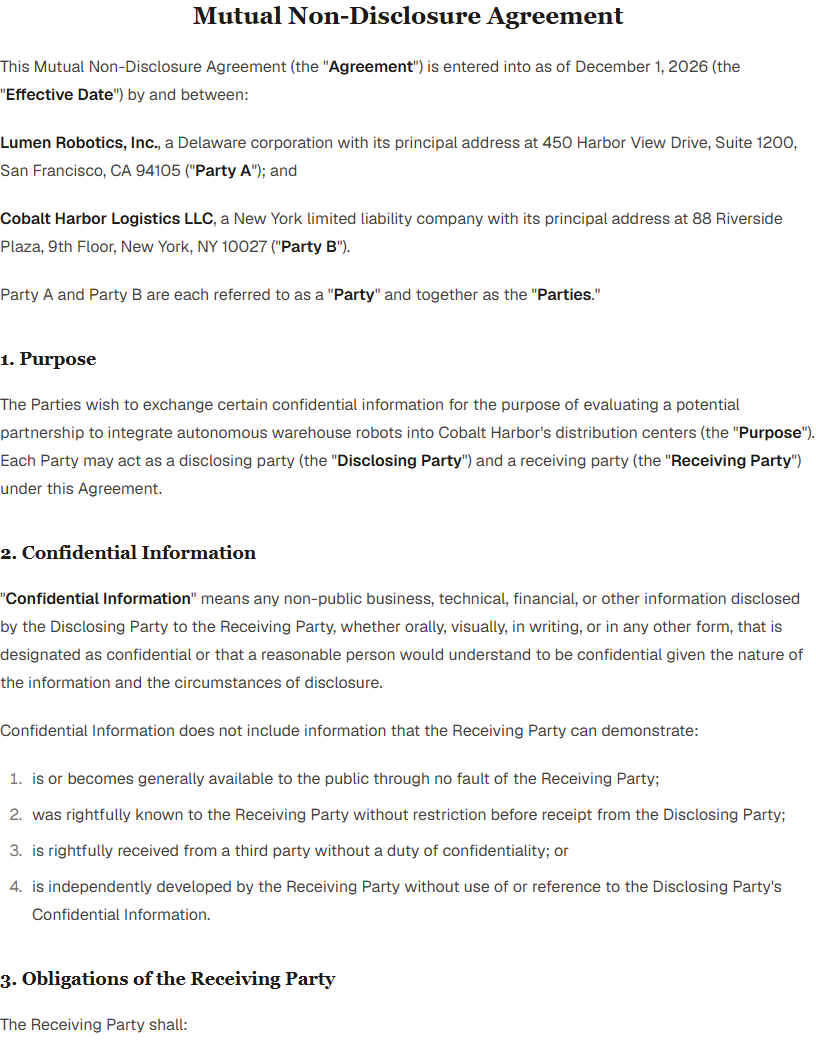 Mutual Non-Disclosure Agreement
This Mutual Non-Disclosure Agreement (the "Agreement") is entered into as of December 1, 2026 (the
"Effective Date") by and between:
Lumen Robotics, Inc., a Delaware corporation with its principal address at 450 Harbor View Drive, Suite 1200,
San Francisco, CA 94105 ("Party A"); and
Cobalt Harbor Logistics LLC, a New York limited liability company with its principal address at 88 Riverside
Plaza, 9th Floor, New York, NY 10027 ("Party B").
Party A and Party B are each referred to as a "Party" and together as the "Parties."
1. Purpose
The Parties wish to exchange certain confidential information for the purpose of evaluating a potential
partnership to integrate autonomous warehouse robots into Cobalt Harbor's distribution centers (the "Purpose").
Each Party may act as a disclosing party (the "Disclosing Party") and a receiving party (the "Receiving Party")
under this Agreement.
2. Confidential Information
"Confidential Information" means any non-public business, technical, financial, or other information disclosed
by the Disclosing Party to the Receiving Party, whether orally, visually, in writing, or in any other form, that is
designated as confidential or that a reasonable person would understand to be confidential given the nature of
the information and the circumstances of disclosure.
Confidential Information does not include information that the Receiving Party can demonstrate:
1. is or becomes generally available to the public through no fault of the Receiving Party;
2. was rightfully known to the Receiving Party without restriction before receipt from the Disclosing Party;
3. is rightfully received from a third party without a duty of confidentiality; or
4. is independently developed by the Receiving Party without use of or reference to the Disclosing Party's
Confidential Information.
3. Obligations of the Receiving Party
The Receiving Party shall: